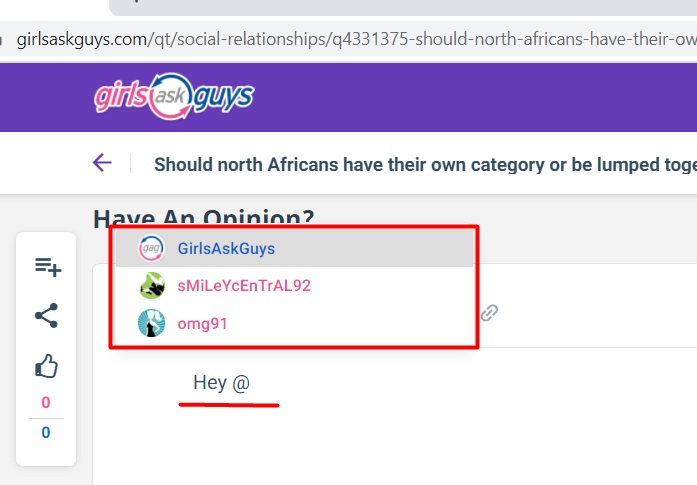 girlsaskguys.com/qt/social-relationships/q4331375-should-north-africans-have-their-ow
girls ask guys
Should north Africans have their own category or be lumped toge
Have An Opinion?
gag GirlsAskGuys
sMiLeYcEnTrAL92
omg91
Hey @
0
0